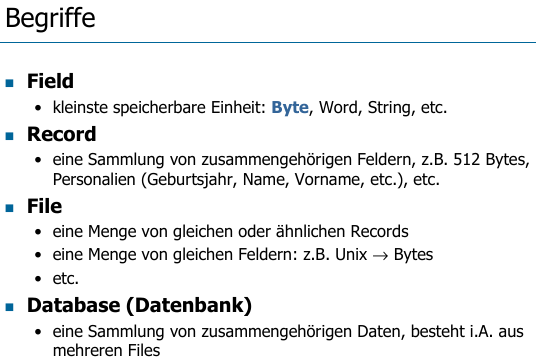 Begriffe
■ Field
• kleinste speicherbare Einheit: Byte, Word, String, etc.
■ Record
• eine Sammlung von zusammengehörigen Feldern, z.B. 512 Bytes,
Personalien (Geburtsjahr, Name, Vorname, etc.), etc.
■ File
• eine Menge von gleichen oder ähnlichen Records
• eine Menge von gleichen Feldern: z.B. Unix → Bytes
• etc.
■ Database (Datenbank)
• eine Sammlung von zusammengehörigen Daten, besteht i.A. aus
mehreren Files